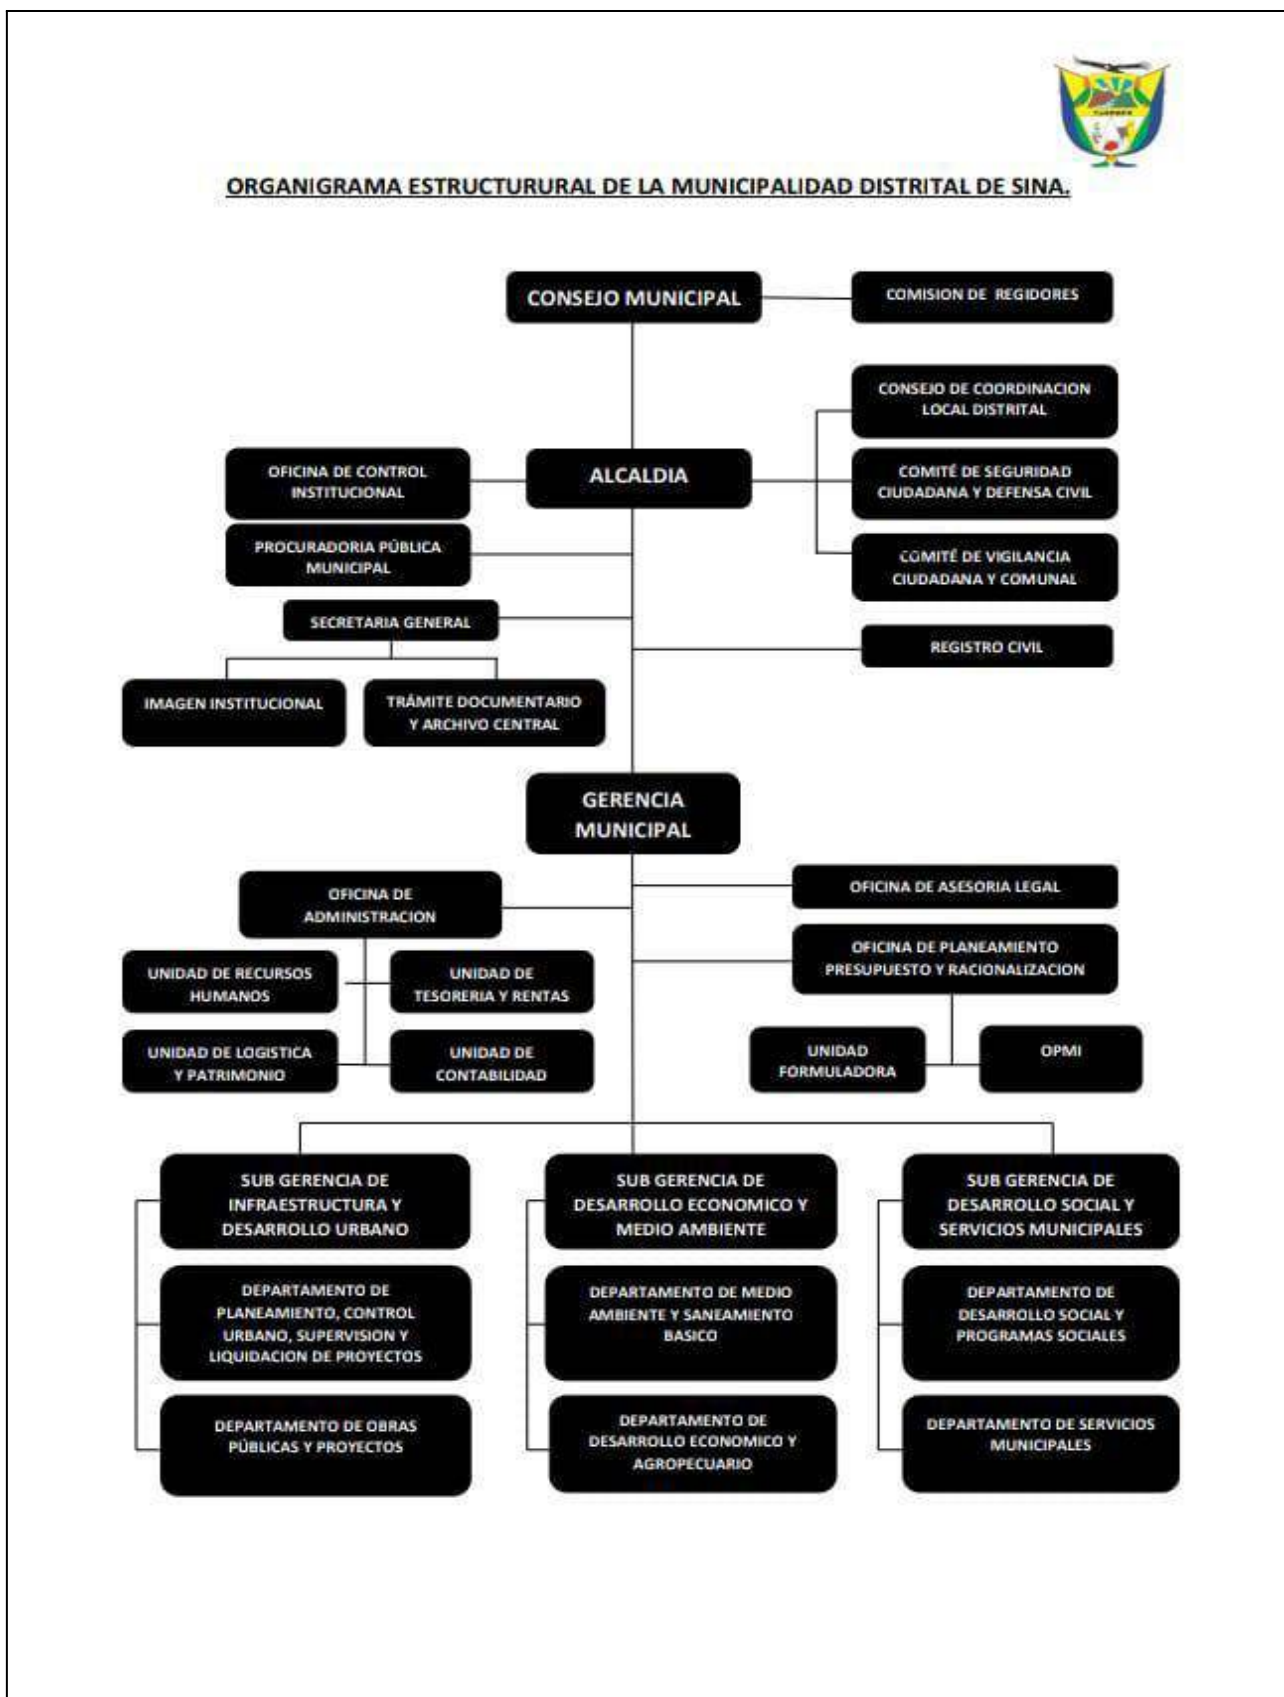 ORGANIGRAMA ESTRUCTURURAL DE LA MUNICIPALIDAD DISTRITAL DE SINA.
CONSEJO MUNICIPAL
COMISION DE REGIDORES
CONSEJO DE COORDINACION
LOCAL DISTRITAL
OFICINA DE CONTROL
INSTITUCIONAL
ALCALDIA
COMITÉ DE SEGURIDAD
CIUDADANA Y DEFENSA CIVIL
PROCURADORIA PÚBLICA
MUNICIPAL
COMITÉ DE VIGILANCIA
CIUDADANA Y COMUNAL
SECRETARIA GENERAL
REGISTRO CIVIL
IMAGEN INSTITUCIONAL
TRÁMITE DOCUMENTARIO
Y ARCHIVO CENTRAL
GERENCIA
MUNICIPAL
OFICINA DE
ADMINISTRACION
OFICINA DE ASESORIA LEGAL
OFICINA DE PLANEAMIENTO
PRESUPUESTO Y RACIONALIZACION
UNIDAD DE RECURSOS
HUMANOS
UNIDAD DE
TESORERIA Y RENTAS
UNIDAD DE LOGISTICA
Y PATRIMONIO
UNIDAD DE
CONTABILIDAD
UNIDAD
FORMULADORA
OPMI
SUB GERENCIA DE
INFRAESTRUCTURA Y
DESARROLLO URBANO
SUB GERENCIA DE
DESARROLLO ECONOMICO Y
MEDIO AMBIENTE
SUB GERENCIA DE
DESARROLLO SOCIAL Y
SERVICIOS MUNICIPALES
DEPARTAMENTO DE
PLANEAMIENTO, CONTROL
URBANO, SUPERVISION Y
LIQUIDACION DE PROYECTOS
DEPARTAMENTO DE MEDIO
AMBIENTE Y SANEAMIENTO
BASICO
DEPARTAMENTO DE
DESARROLLO SOCIAL Y
PROGRAMAS SOCIALES
DEPARTAMENTO DE OBRAS
PÚBLICAS Y PROYECTOS
DEPARTAMENTO DE
DESARROLLO ECONOMICO Y
AGROPECUARIO
DEPARTAMENTO DE SERVICIOS
MUNICIPALES